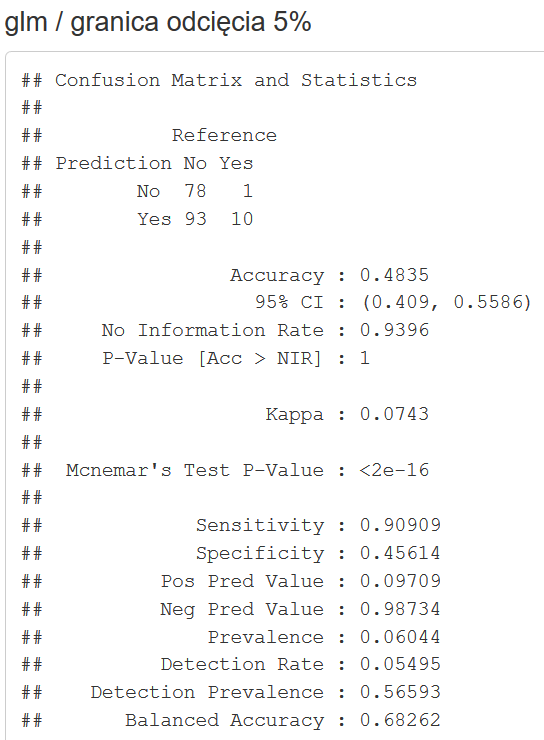 glm / granica odcięcia 5%
## Confusion Matrix and Statistics
##
##           Reference
## Prediction No Yes
##        No  78   1
##        Yes 93  10
##
##                Accuracy : 0.4835
##                  95% CI : (0.409, 0.5586)
##     No Information Rate : 0.9396
##     P-Value [Acc > NIR] : 1
##
##                   Kappa : 0.0743
##
##  Mcnemar's Test P-Value : <2e-16
##
##             Sensitivity : 0.90909
##             Specificity : 0.45614
##          Pos Pred Value : 0.09709
##          Neg Pred Value : 0.98734
##              Prevalence : 0.06044
##          Detection Rate : 0.05495
##    Detection Prevalence : 0.56593
##       Balanced Accuracy : 0.68262